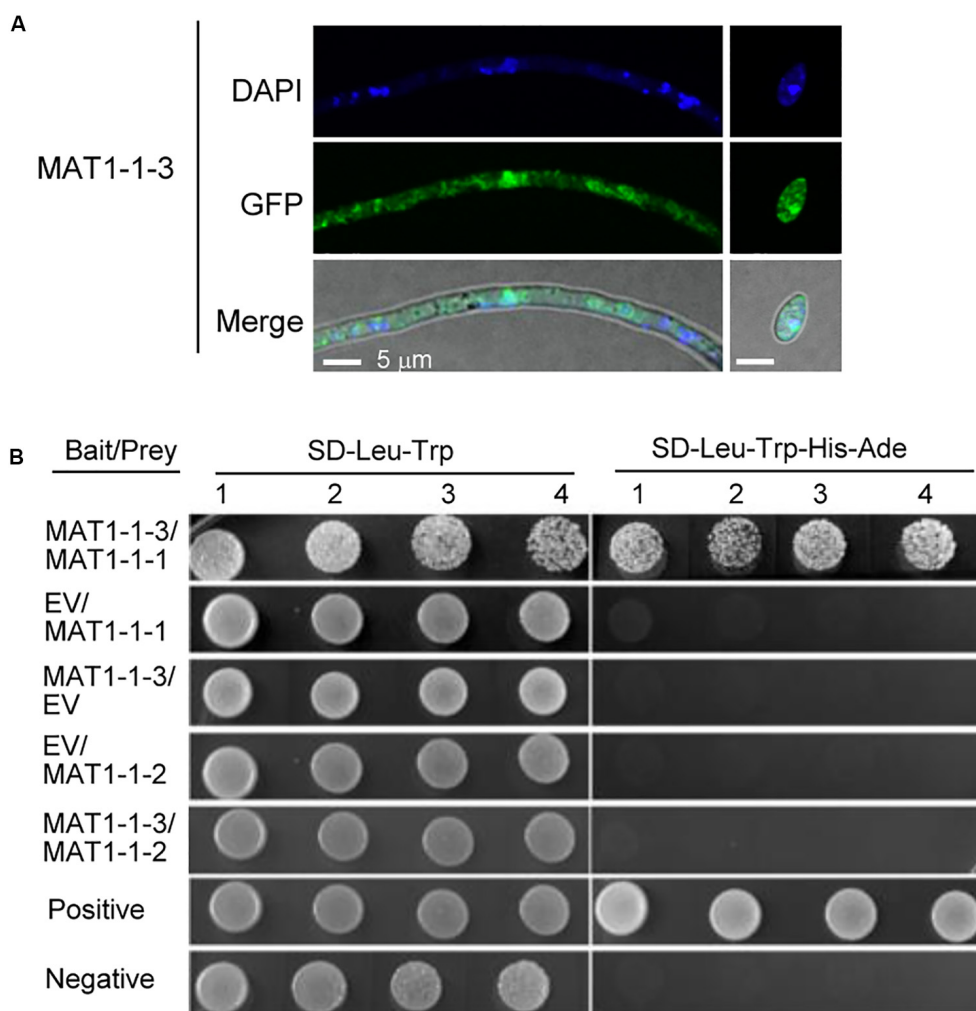 A
MAT1-1-3
DAPI
GFP
Merge
5 μm
B
Bait/Prey
SD-Leu-Trp
SD-Leu-Trp-His-Ade
1 2 3 4 1 2 3 4
MAT1-1-3/
MAT1-1-1
EV/
MAT1-1-1
MAT1-1-3/
EV
EV/
MAT1-1-2
MAT1-1-3/
MAT1-1-2
Positive
Negative